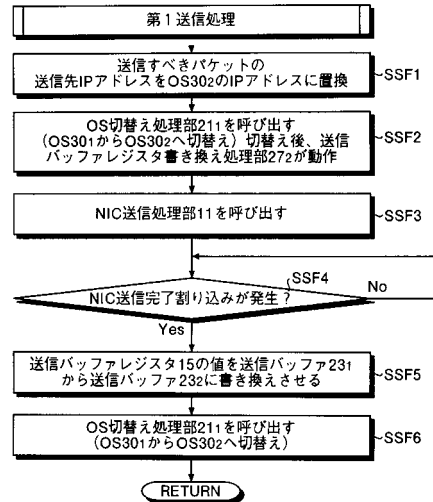 第1送信処理
送信すべきパケットの
送信先IPアドレスをOS302のIPアドレスに置換
SSF1
OS切替え処理部211を呼び出す
(OS301からOS302へ切替え)切替え後、送信
バッファレジスタ書き換え処理部272が動作
SSF2
NIC送信処理部11を呼び出す
SSF3
SSF4
NIC送信完了割り込みが発生?
No
Yes
送信バッファレジスタ15の値を送信バッファ231
から送信バッファ232に書き換えさせる
SSF5
OS切替え処理部211を呼び出す
(OS301からOS302へ切替え)
SSF6
RETURN